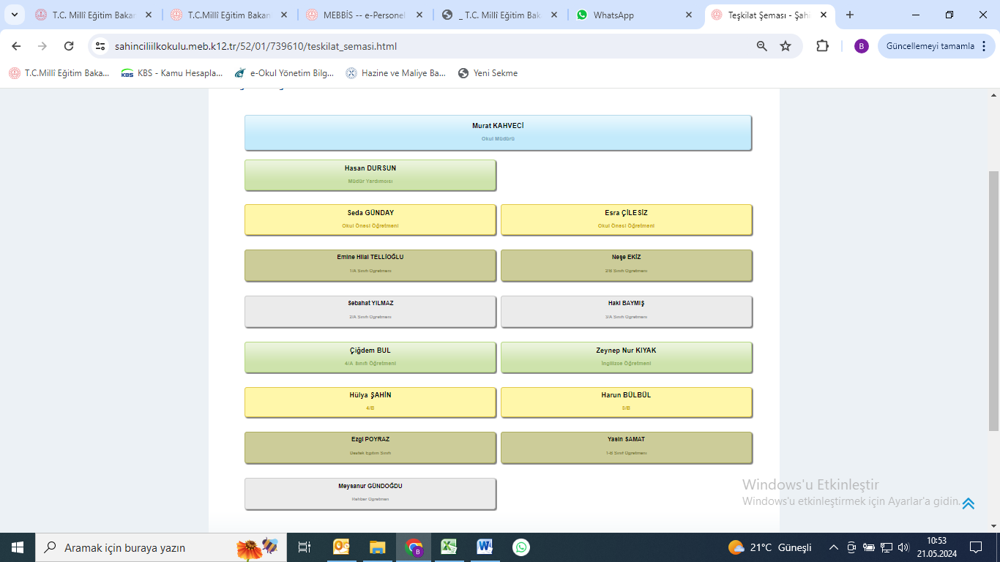 T.C. Millî Eğitim Bakan
T.C.Millî Eğitim Bakan
MEBBİS -- e-Personel
_ T.C. Millî Eğitim Bak
WhatsApp
Teşkilat Şeması - Şahi
sahinciliilkokulu.meb.k12.tr/52/01/739610/teskilat_semasi.html
B
Güncellemeyi tamamla
T.C.Millî Eğitim Baka...
KBS - Kamu Hesapla...
e-Okul Yönetim Bilg...
Hazine ve Maliye Ba...
Yeni Sekme
Murat KAHVECİ
Okul Müdürü
Hasan DURSUN
Müdür Yardımcısı
Seda GÜNDAY
Okul Öncesi Öğretmeni
Esra ÇİLESİZ
Okul Öncesi Öğretmeni
Emine Hilal TELLİOĞLU
1/A Sınıfı Öğretmeni
Neşe EKİZ
2/B Sınıfı Öğretmeni
Sebahat YILMAZ
2/A Sınıfı Öğretmeni
Haki BAYMIŞ
3/A Sınıfı Öğretmeni
Çiğdem BUL
4/A Sınıfı Öğretmeni
Zeynep Nur KIYAK
İngilizce Öğretmeni
Hülya ŞAHİN
4/B
Harun BÜLBÜL
3/B
Ezgi POYRAZ
Destek Eğitim Sınıfı
Yasin SAMAT
1-B Sınıf Öğretmeni
Meysanur GÜNDOĞDU
Rehber Öğretmen
Windows'u Etkinleştir
Windows'u etkinleştirmek için Ayarlar'a gidin.
Aramak için buraya yazın
21°C Güneşli
10:53
21.05.2024